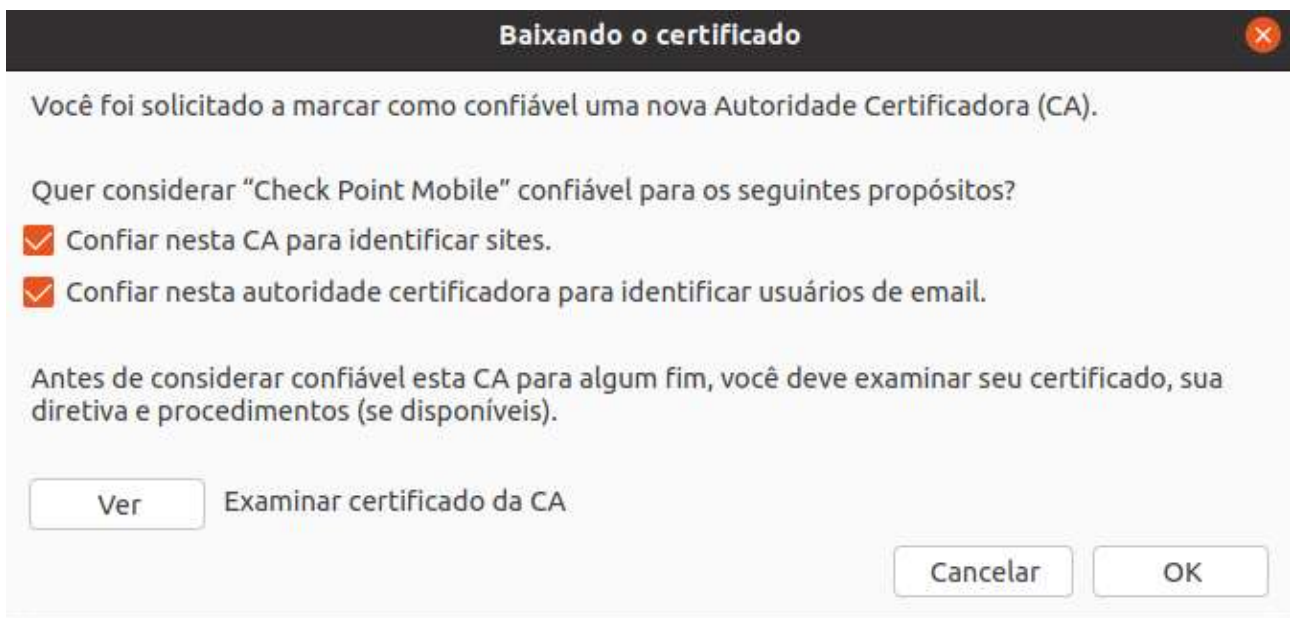 Baixando o certificado
Você foi solicitado a marcar como confiável uma nova Autoridade Certificadora (CA).
Quer considerar “Check Point Mobile” confiável para os seguintes propósitos?
Confiar nesta CA para identificar sites.
Confiar nesta autoridade certificadora para identificar usuários de email.
Antes de considerar confiável esta CA para algum fim, você deve examinar seu certificado, sua
diretiva e procedimentos (se disponíveis).
Ver Examinar certificado da CA
Cancelar OK